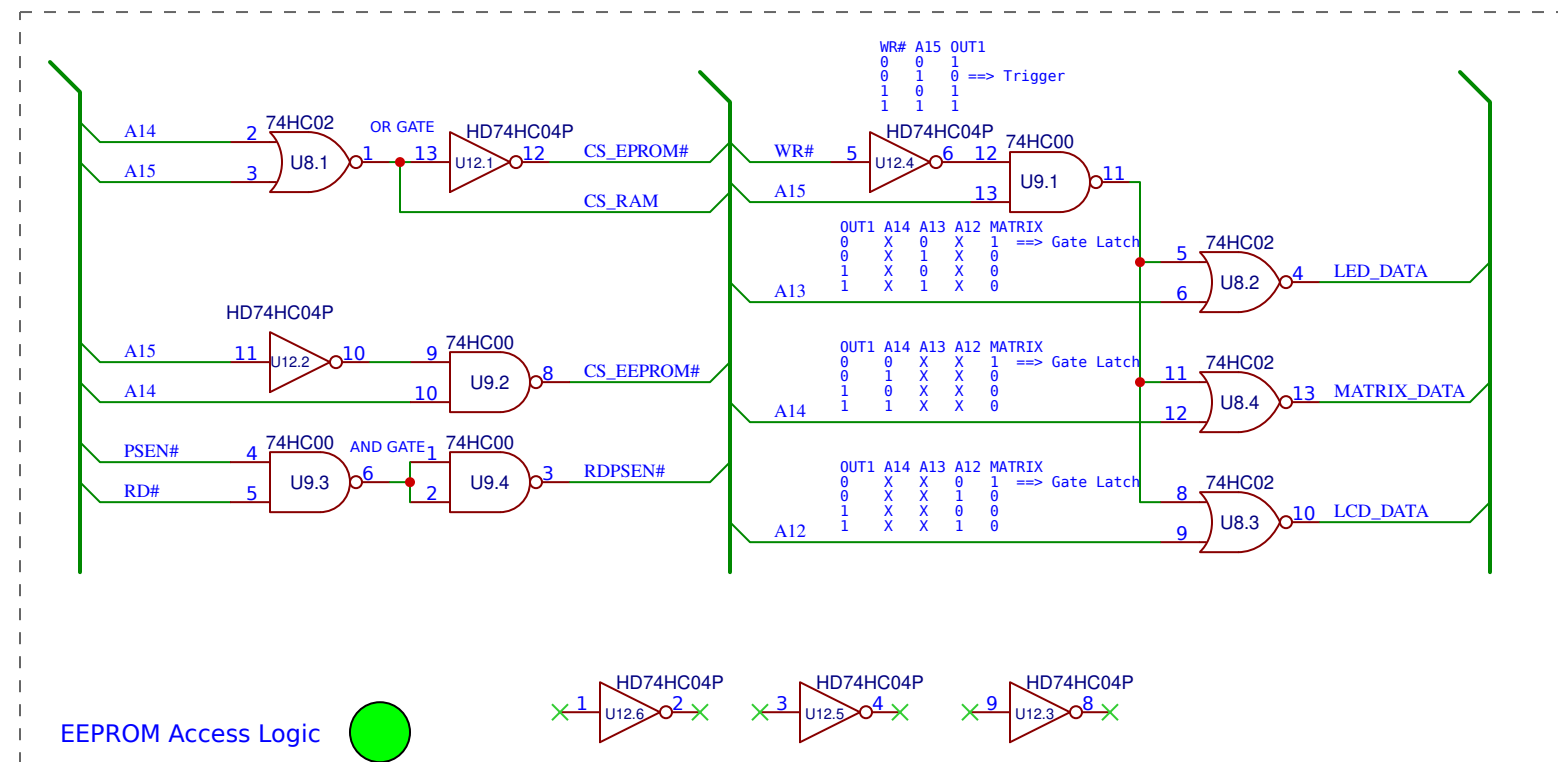 WR# A15 OUT1
0 0 1
0 1 0 ==> Trigger
1 0 1
1 1 1
74HC02
A14 2
OR GATE
U8.1
1
A15 3
HD74HC04P
13 U12.1 12
CS_EPROM#
CS_RAM
HD74HC04P
WR# 5 U12.4 6
74HC00
12
U9.1
11
A15 13
OUT1 A14 A13 A12 MATRIX
0 X 0 X 1 ==> Gate Latch
0 X 1 X 0
1 X 0 X 0
1 X 1 X 0
74HC02
5
U8.2
4 LED_DATA
A13 6
HD74HC04P
A15 11 U12.2 10
74HC00
9
U9.2
8 CS_EEPROM#
A14 10
OUT1 A14 A13 A12 MATRIX
0 0 X X 1 ==> Gate Latch
0 1 X X 0
1 0 X X 0
1 1 X X 0
74HC02
11
U8.4
13 MATRIX_DATA
A14 12
74HC00
PSEN# 4
U9.3
6
RD# 5
AND GATE
74HC00
1
U9.4
3 RDPSEN#
2
OUT1 A14 A13 A12 MATRIX
0 X X 0 1 ==> Gate Latch
0 X X 1 0
1 X X 0 0
1 X X 1 0
74HC02
8
U8.3
10 LCD_DATA
A12 9
HD74HC04P
1 U12.6 2
HD74HC04P
3 U12.5 4
HD74HC04P
9 U12.3 8
EEPROM Access Logic